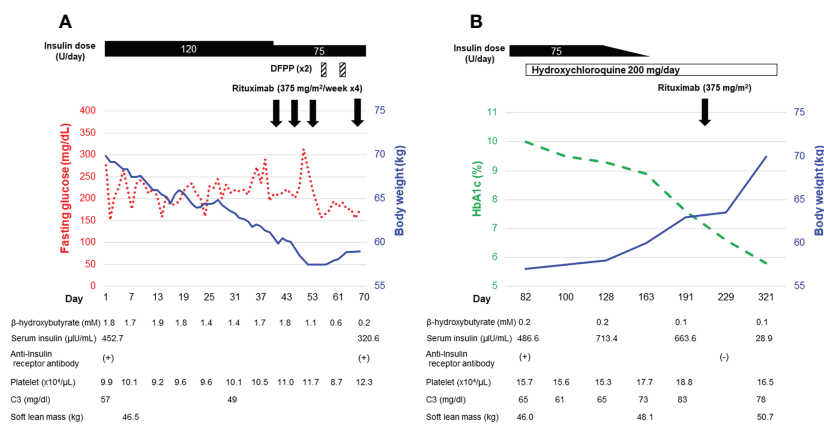 A
Insulin dose (U/day)
120
75
DFPP (x2)
Rituximab (375 mg/m²/week x4)
Fasting glucose (mg/dL)
400
350
300
250
200
150
100
50
0
75
70
65
60
55
Body weight (kg)
Day 1 7 13 19 25 31 37 43 53 61 70
β-hydroxybutyrate (mM) 1.8 1.7 1.9 1.8 1.4 1.4 1.7 1.8 1.1 0.6 0.2
Serum insulin (μIU/mL) 452.7 320.6
Anti-Insulin
receptor antibody (+) (+)
Platelet (x10⁴/μL) 9.9 10.1 9.2 9.6 9.6 10.1 10.5 11.0 11.7 8.7 12.3
C3 (mg/dl) 57 49
Soft lean mass (kg) 46.5
B
Insulin dose
(U/day)
75
Hydroxychloroquine 200 mg/day
Rituximab (375 mg/m²)
HbA1c (%)
11
10
9
8
7
6
5
75
70
65
60
55
Body weight (kg)
Day 82 100 128 163 191 229 321
β-hydroxybutyrate (mM) 0.2 0.2 0.1 0.1
Serum insulin (μIU/mL) 486.6 713.4 663.6 28.9
Anti-Insulin
receptor antibody (+) (-)
Platelet (x10⁴/μL) 15.7 15.6 15.3 17.7 18.8 16.5
C3 (mg/dl) 65 61 65 73 83 78
Soft lean mass (kg) 46.0 48.1 50.7